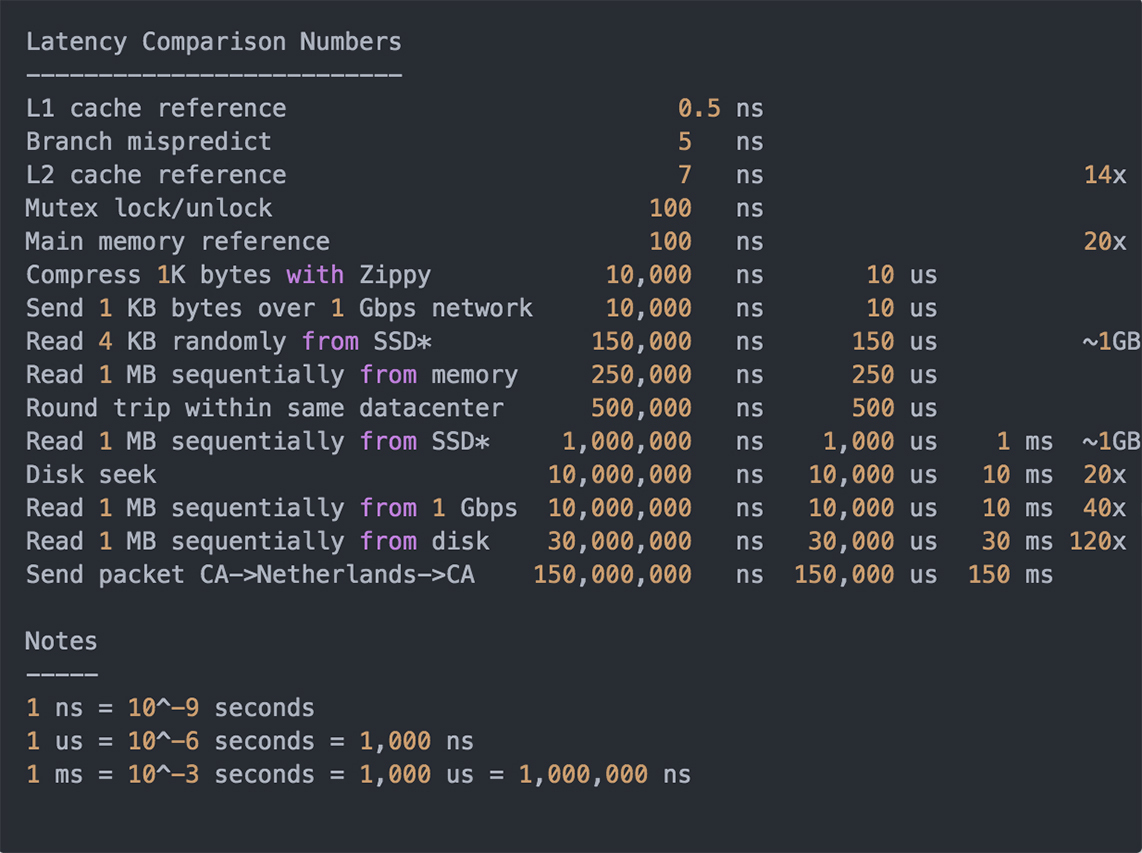 Latency Comparison Numbers
--------------------------
L1 cache reference 0.5 ns
Branch mispredict 5 ns
L2 cache reference 7 ns 14x
Mutex lock/unlock 100 ns
Main memory reference 100 ns 20x
Compress 1K bytes with Zippy 10,000 ns 10 us
Send 1 KB bytes over 1 Gbps network 10,000 ns 10 us
Read 4 KB randomly from SSD* 150,000 ns 150 us ~1GB
Read 1 MB sequentially from memory 250,000 ns 250 us
Round trip within same datacenter 500,000 ns 500 us
Read 1 MB sequentially from SSD* 1,000,000 ns 1,000 us 1 ms ~1GB
Disk seek 10,000,000 ns 10,000 us 10 ms 20x
Read 1 MB sequentially from 1 Gbps 10,000,000 ns 10,000 us 10 ms 40x
Read 1 MB sequentially from disk 30,000,000 ns 30,000 us 30 ms 120x
Send packet CA->Netherlands->CA 150,000,000 ns 150,000 us 150 ms
Notes
-----
1 ns = 10^-9 seconds
1 us = 10^-6 seconds = 1,000 ns
1 ms = 10^-3 seconds = 1,000 us = 1,000,000 ns